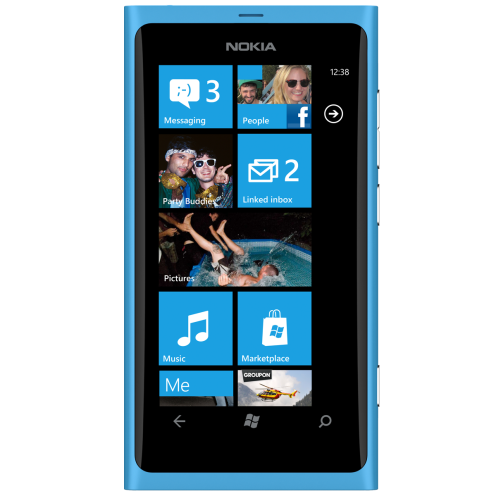 NOKIA
12:38
;-) 3
Messaging
People
f
Party Buddies
2
Linked inbox
Pictures
Music
Marketplace
Me
GROUPON